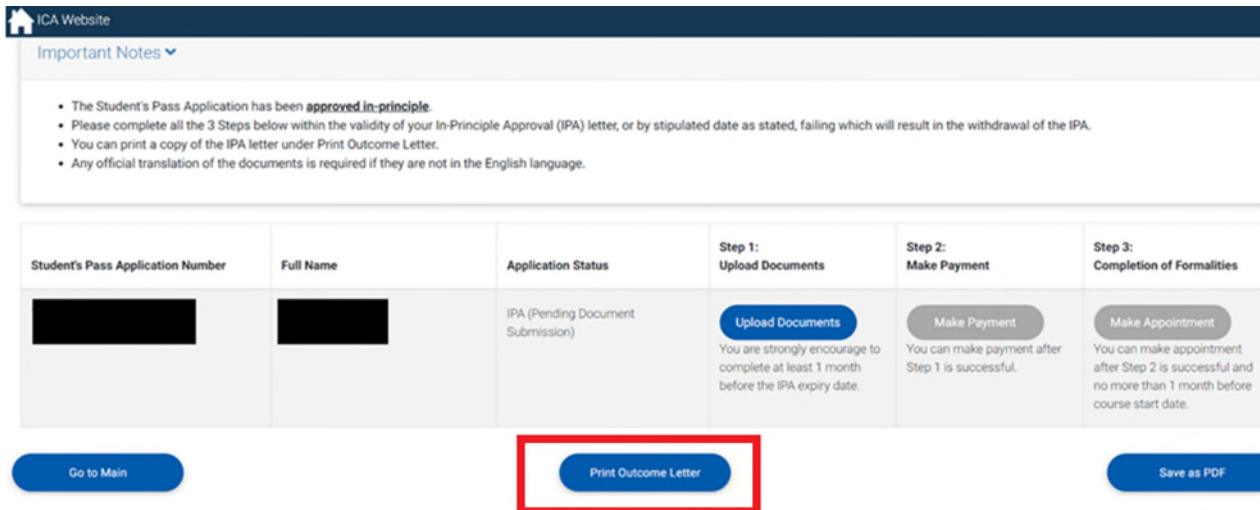 ICA Website
Important Notes
The Student's Pass Application has been approved in-principle.
Please complete all the 3 Steps below within the validity of your In-Principle Approval (IPA) letter, or by stipulated date as stated, failing which will result in the withdrawal of the IPA.
You can print a copy of the IPA letter under Print Outcome Letter.
Any official translation of the documents is required if they are not in the English language.
Student's Pass Application Number
Full Name
Application Status
Step 1:
Upload Documents
Step 2:
Make Payment
Step 3:
Completion of Formalities
IPA (Pending Document
Submission)
Upload Documents
You are strongly encourage to
complete at least 1 month
before the IPA expiry date.
Make Payment
You can make payment after
Step 1 is successful.
Make Appointment
You can make appointment
after Step 2 is successful and
no more than 1 month before
course start date.
Go to Main
Print Outcome Letter
Save as PDF